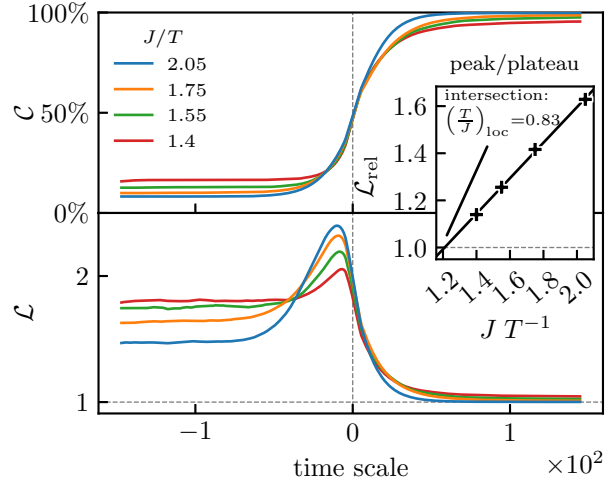 100%
50%
0%
C
J/T
2.05
1.75
1.55
1.4
peak/plateau
intersection:
(T/J)loc=0.83
ℒrel
1.6
1.4
1.2
1.0
1.2
1.4
1.6
1.8
2.0
J T⁻¹
2
1
ℒ
−1
0
1
time scale
×10²